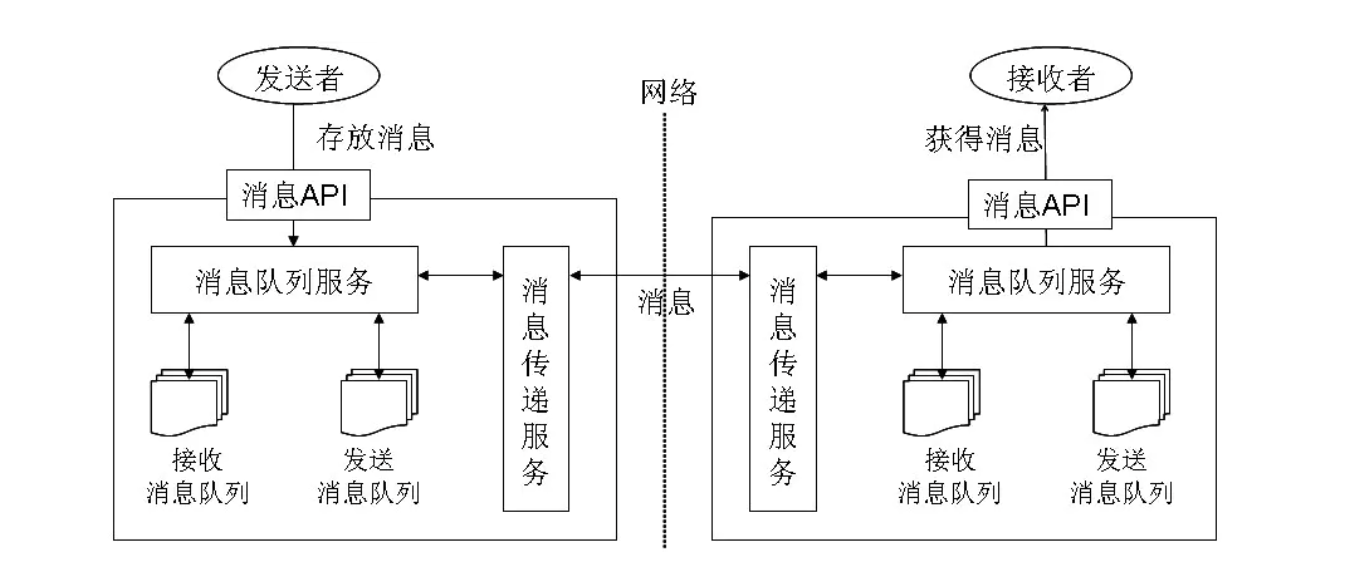 发送者
接收者
网络
存放消息
获得消息
消息API
消息API
消息队列服务
消息传递服务
消息
消息传递服务
消息队列服务
接收
消息队列
发送
消息队列
接收
消息队列
发送
消息队列